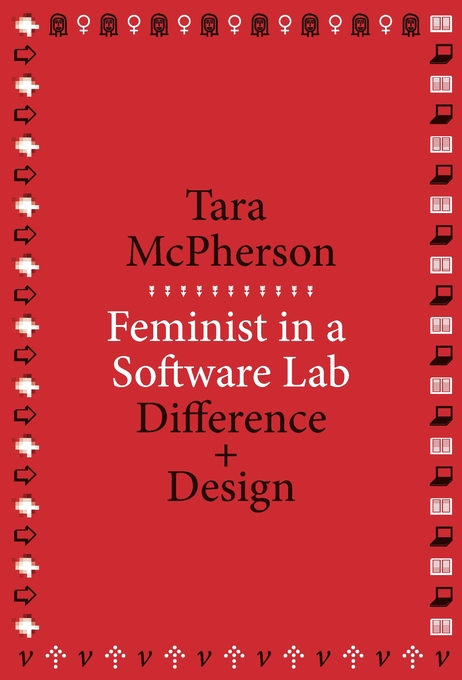 Tara
McPherson
Feminist in a
Software Lab
Difference
+
Design
v v v v v v v v